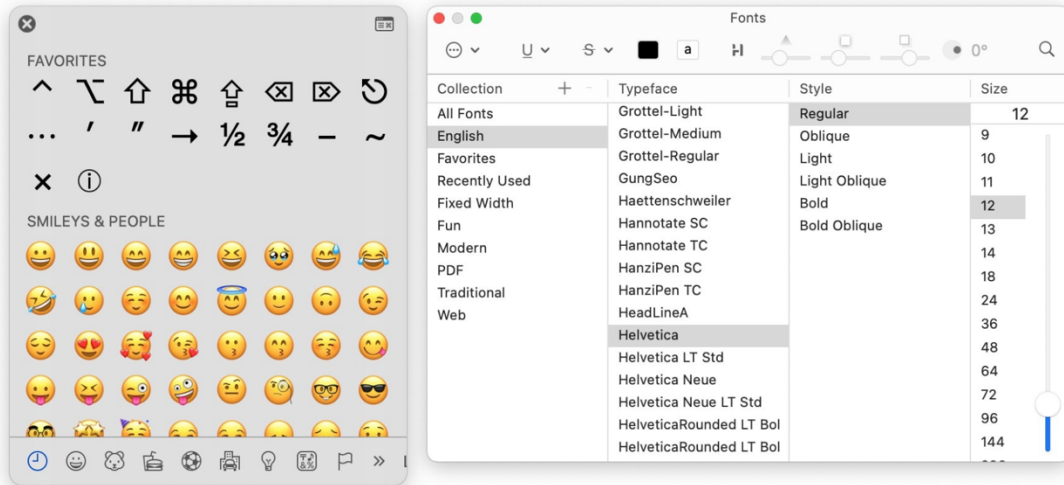 FAVORITES
^ ⌥ ⇧ ⌘ ⇪ ⌫ ⌦ ⎋
… ′ ″ → ½ ¾ – ~
× ⓘ
SMILEYS & PEOPLE
Fonts
U S a 0°
Collection + −
All Fonts
English
Favorites
Recently Used
Fixed Width
Fun
Modern
PDF
Traditional
Web
Typeface
Grottel-Light
Grottel-Medium
Grottel-Regular
GungSeo
Haettenschweiler
Hannotate SC
Hannotate TC
HanziPen SC
HanziPen TC
HeadLineA
Helvetica
Helvetica LT Std
Helvetica Neue
Helvetica Neue LT Std
HelveticaRounded LT Bol
HelveticaRounded LT Bol
Style
Regular
Oblique
Light
Light Oblique
Bold
Bold Oblique
Size
12
9
10
11
12
13
14
18
24
36
48
64
72
96
144